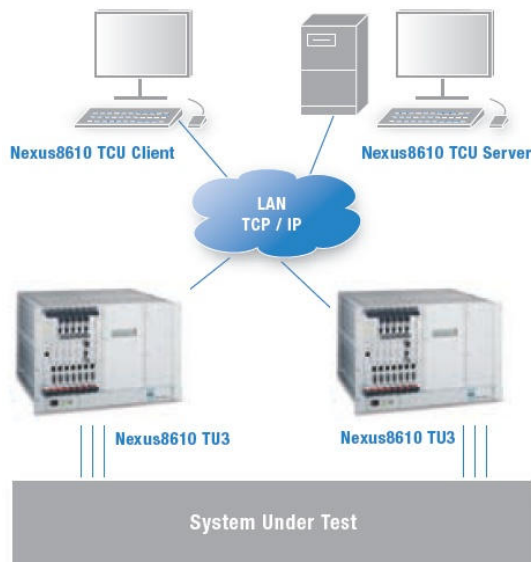 Nexus8610 TCU Client
Nexus8610 TCU Server
LAN
TCP / IP
Nexus8610 TU3
Nexus8610 TU3
System Under Test